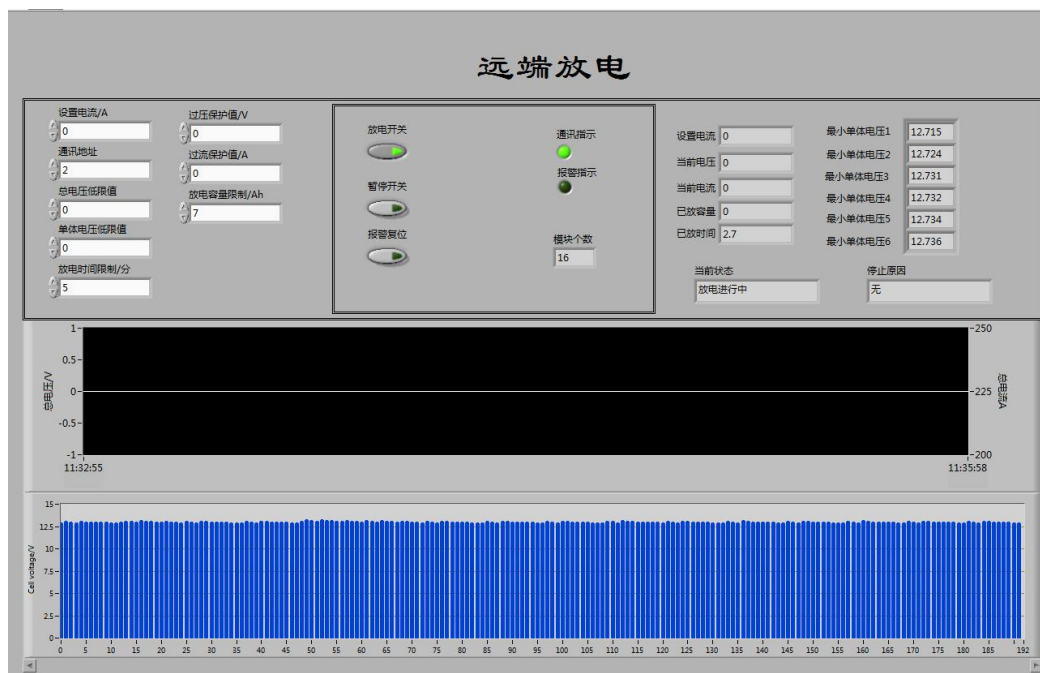 远端放电
设置电流/A
0
通讯地址
2
总电压低限值
0
单体电压低限值
0
放电时间限制/分
5
过压保护值/V
0
过流保护值/A
0
放电容量限制/Ah
7
放电开关
暂停开关
报警复位
通讯指示
报警指示
模块个数
16
设置电流 0
当前电压 0
当前电流 0
已放容量 0
已放时间 2.7
最小单体电压1 12.715
最小单体电压2 12.724
最小单体电压3 12.731
最小单体电压4 12.732
最小单体电压5 12.734
最小单体电压6 12.736
当前状态
放电进行中
停止原因
无
总电压/V
1
0.5
0
-0.5
-1
250
225
200
总电流A
11:32:55 11:35:58
Cell voltage/V
15
12.5
10
7.5
5
2.5
0
0 5 10 15 20 25 30 35 40 45 50 55 60 65 70 75 80 85 90 95 100 105 110 115 120 125 130 135 140 145 150 155 160 165 170 175 180 185 192